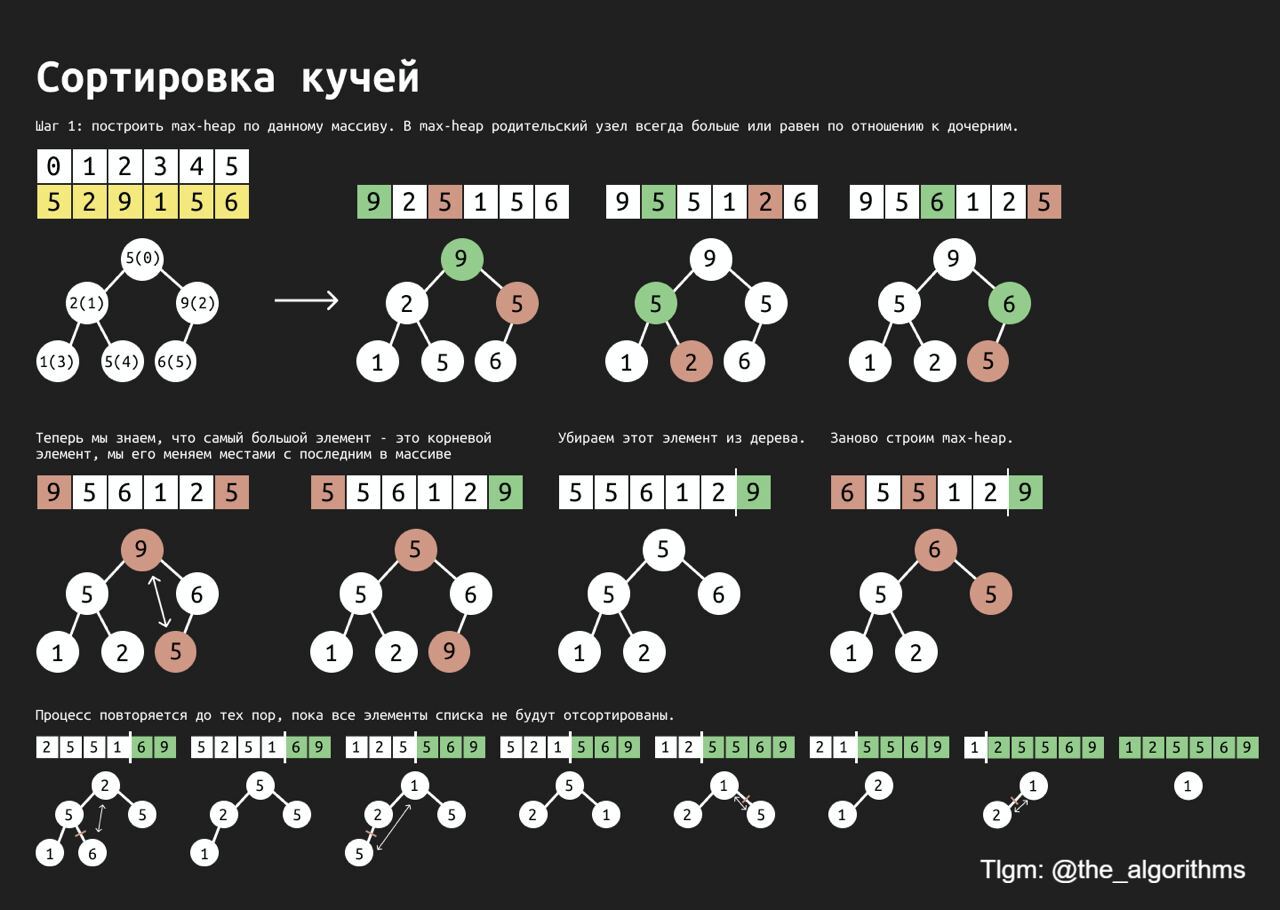 Сортировка кучей
Шаг 1: построить max-heap по данному массиву. В max-heap родительский узел всегда больше или равен по отношению к дочерним.
0 1 2 3 4 5
5 2 9 1 5 6
9 2 5 1 5 6
9 5 5 1 2 6
9 5 6 1 2 5
5(0)
2(1) 9(2)
1(3) 5(4) 6(5)
9
2 5
1 5 6
9
5 5
1 2 6
9
5 6
1 2 5
Теперь мы знаем, что самый большой элемент - это корневой
элемент, мы его меняем местами с последним в массиве
Убираем этот элемент из дерева.
Заново строим max-heap.
9 5 6 1 2 5
5 5 6 1 2 9
5 5 6 1 2 9
6 5 5 1 2 9
9
5 6
1 2 5
5
5 6
1 2 9
5
5 6
1 2
6
5 5
1 2
Процесс повторяется до тех пор, пока все элементы списка не будут отсортированы.
2 5 5 1 6 9
5 2 5 1 6 9
1 2 5 5 6 9
5 2 1 5 6 9
1 2 5 5 6 9
2 1 5 5 6 9
1 2 5 5 6 9
1 2 5 5 6 9
2
5 5
1 6
5
2 5
1
1
2 5
5
5
2 1
1
2 5
2
1
1
2
1
Tlgm: @the_algorithms